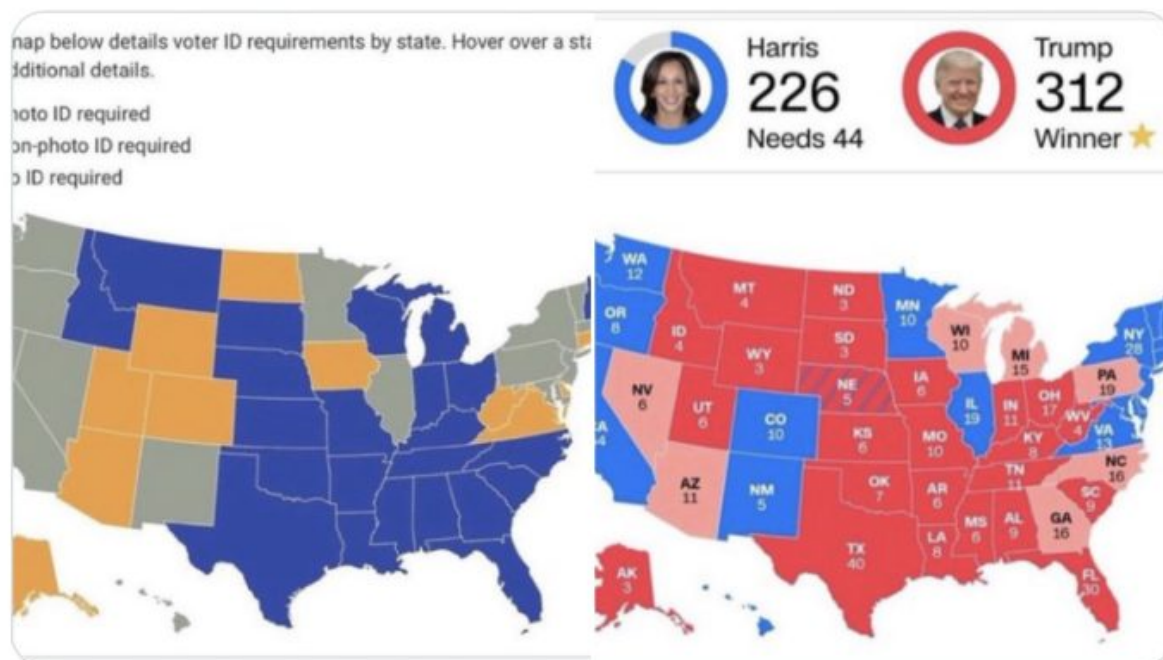 map below details voter ID requirements by state. Hover over a sta
dditional details.
hoto ID required
on-photo ID required
o ID required
Harris
226
Needs 44
Trump
312
Winner
WA
12
OR
8
MT
4
ID
4
WY
3
ND
3
SD
3
MN
10
WI
10
MI
15
NY
28
PA
19
NV
6
UT
6
CO
10
NE
5
IA
6
IL
19
IN
11
OH
17
WV
4
VA
13
CA
4
KS
6
MO
10
KY
8
NC
16
AZ
11
NM
5
OK
7
AR
6
TN
11
SC
9
MS
6
AL
9
GA
16
TX
40
LA
8
FL
30
AK
3